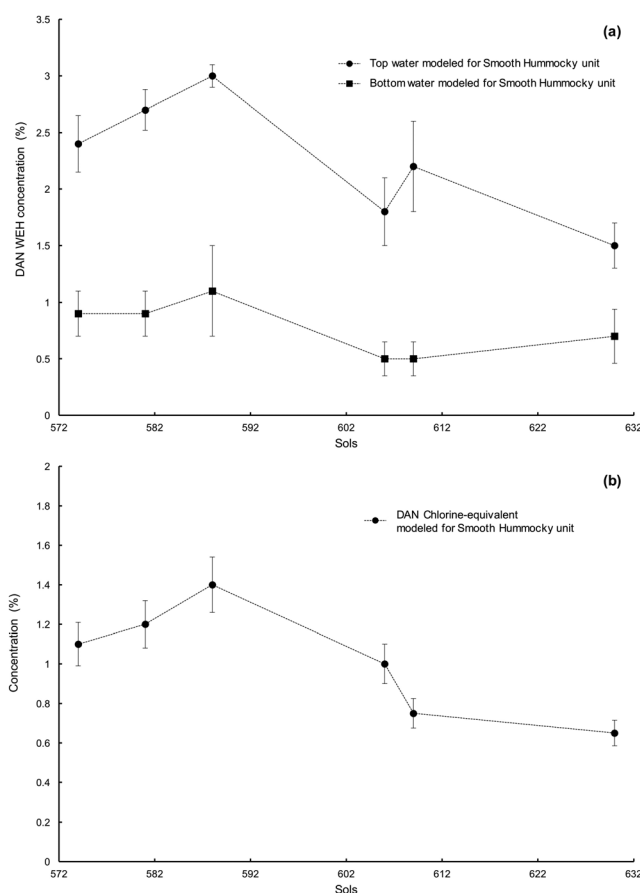 (a)
Top water modeled for Smooth Hummocky unit
Bottom water modeled for Smooth Hummocky unit
DAN WEH concentration (%)
3.5
3
2.5
2
1.5
1
0.5
0
572 582 592 602 612 622 632
Sols
(b)
DAN Chlorine-equivalent
modeled for Smooth Hummocky unit
Concentration (%)
2
1.8
1.6
1.4
1.2
1
0.8
0.6
0.4
0.2
0
572 582 592 602 612 622 632
Sols